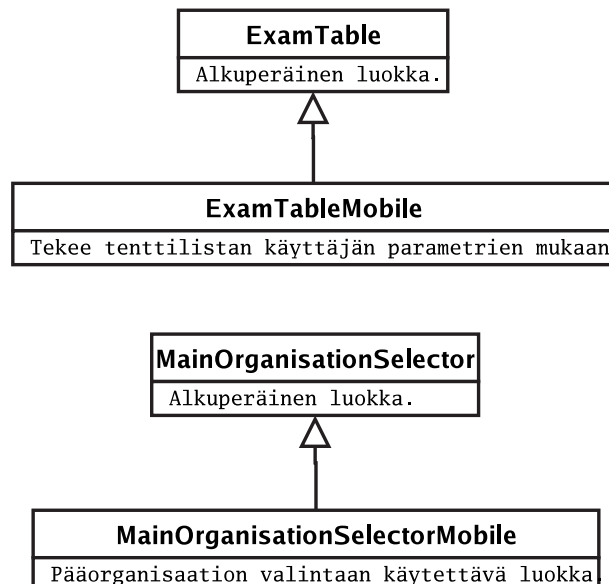 ExamTable
Alkuperäinen luokka.
ExamTableMobile
Tekee tenttilistan käyttäjän parametrien mukaan
MainOrganisationSelector
Alkuperäinen luokka.
MainOrganisationSelectorMobile
Pääorganisaation valintaan käytettävä luokka.